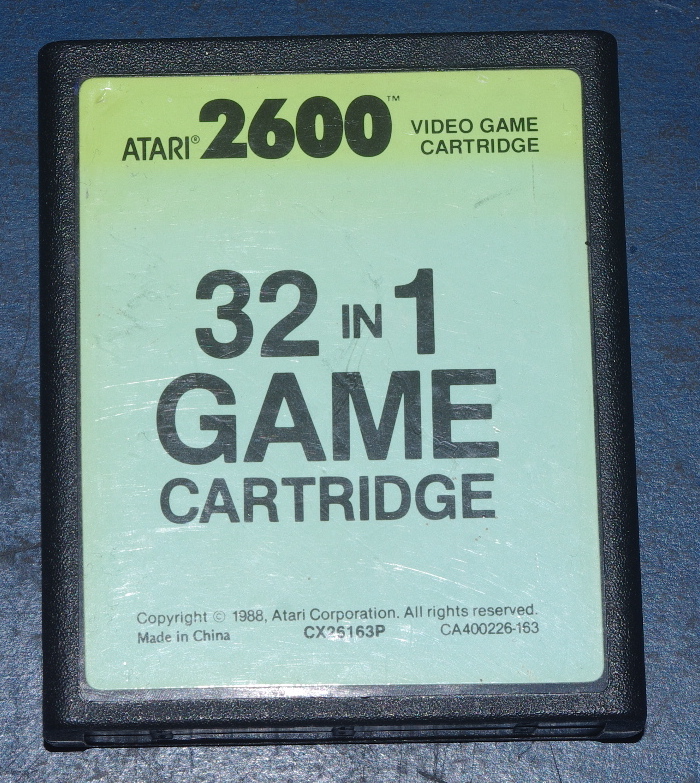 ATARI® 2600™ VIDEO GAME
CARTRIDGE
32 IN 1
GAME
CARTRIDGE
Copyright © 1988, Atari Corporation. All rights reserved.
Made in China CX26163P CA400226-163